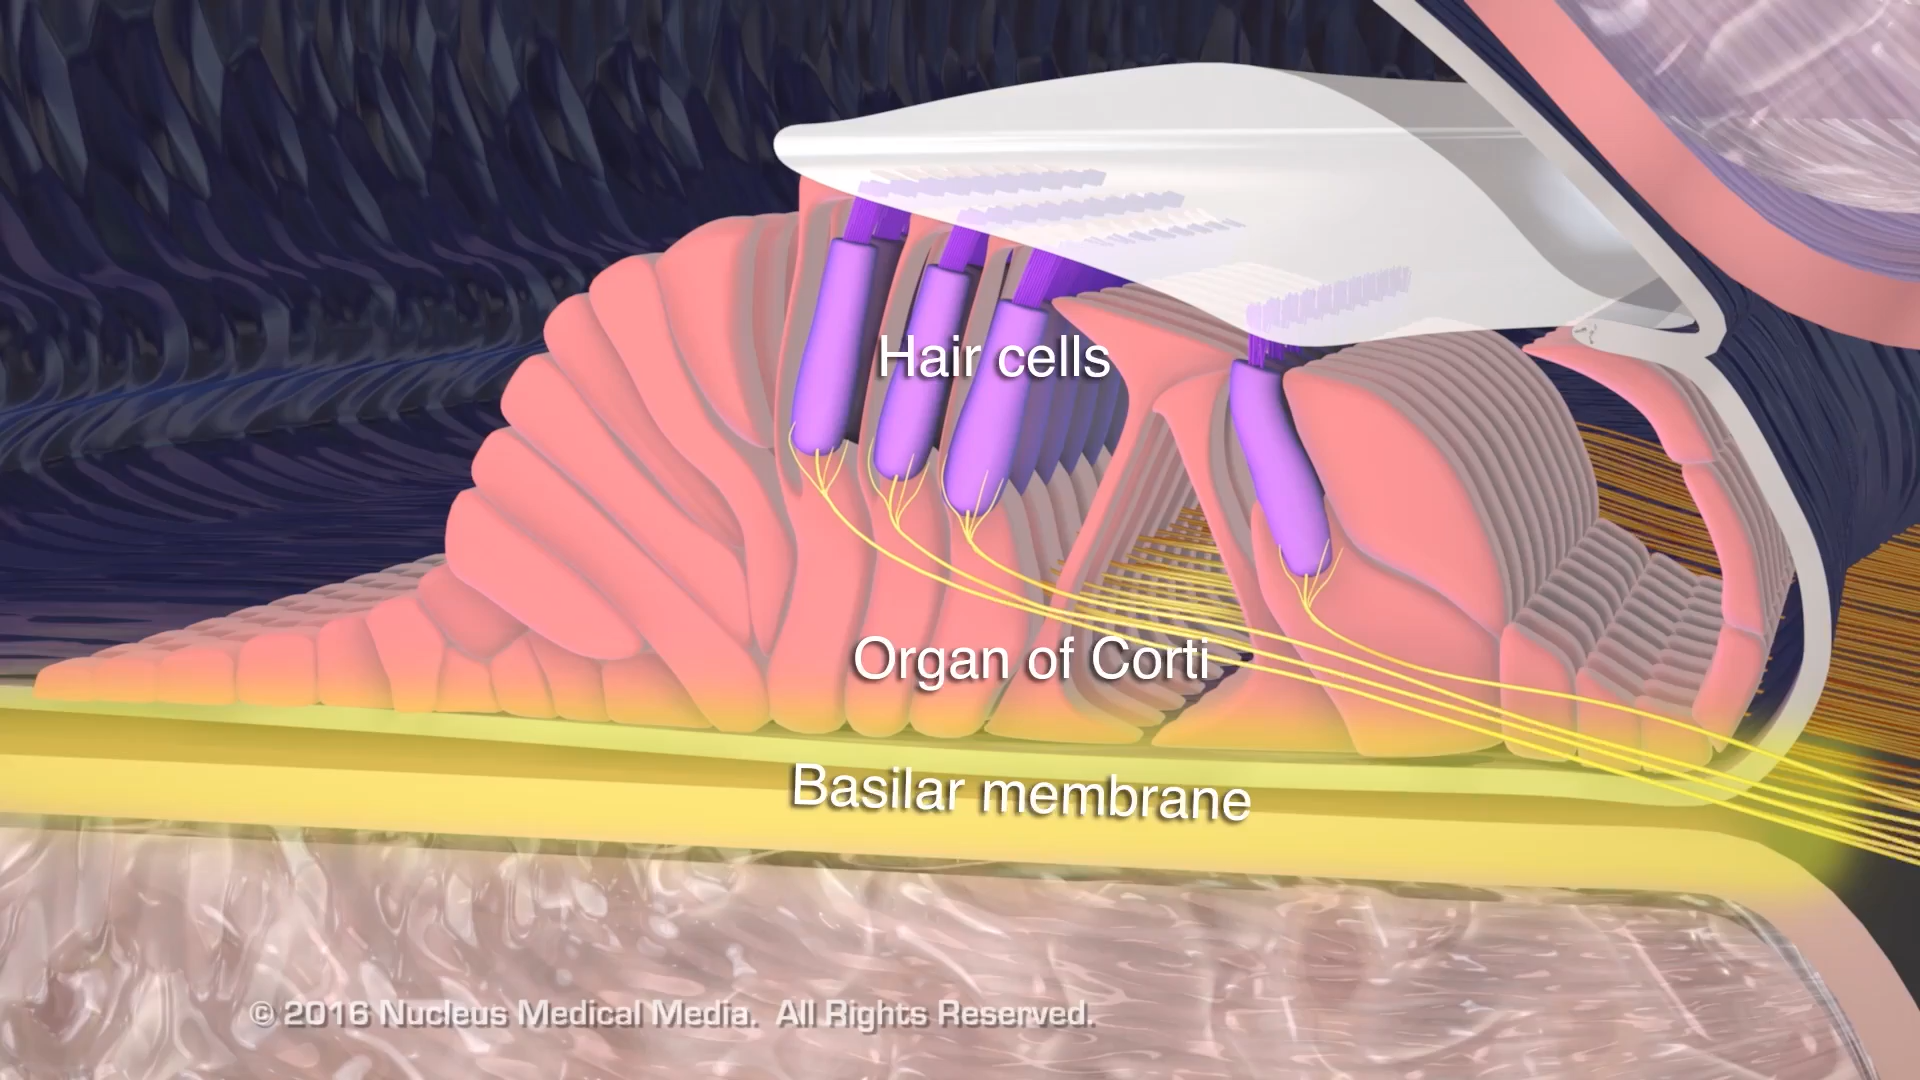 Hair cells
Organ of Corti
Basilar membrane
© 2016 Nucleus Medical Media. All Rights Reserved.